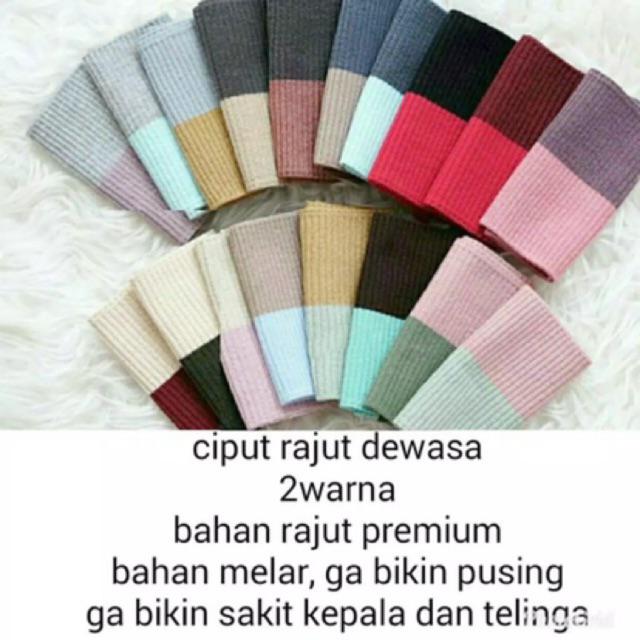 ciput rajut dewasa
2warna
bahan rajut premium
bahan melar, ga bikin pusing
ga bikin sakit kepala dan telinga